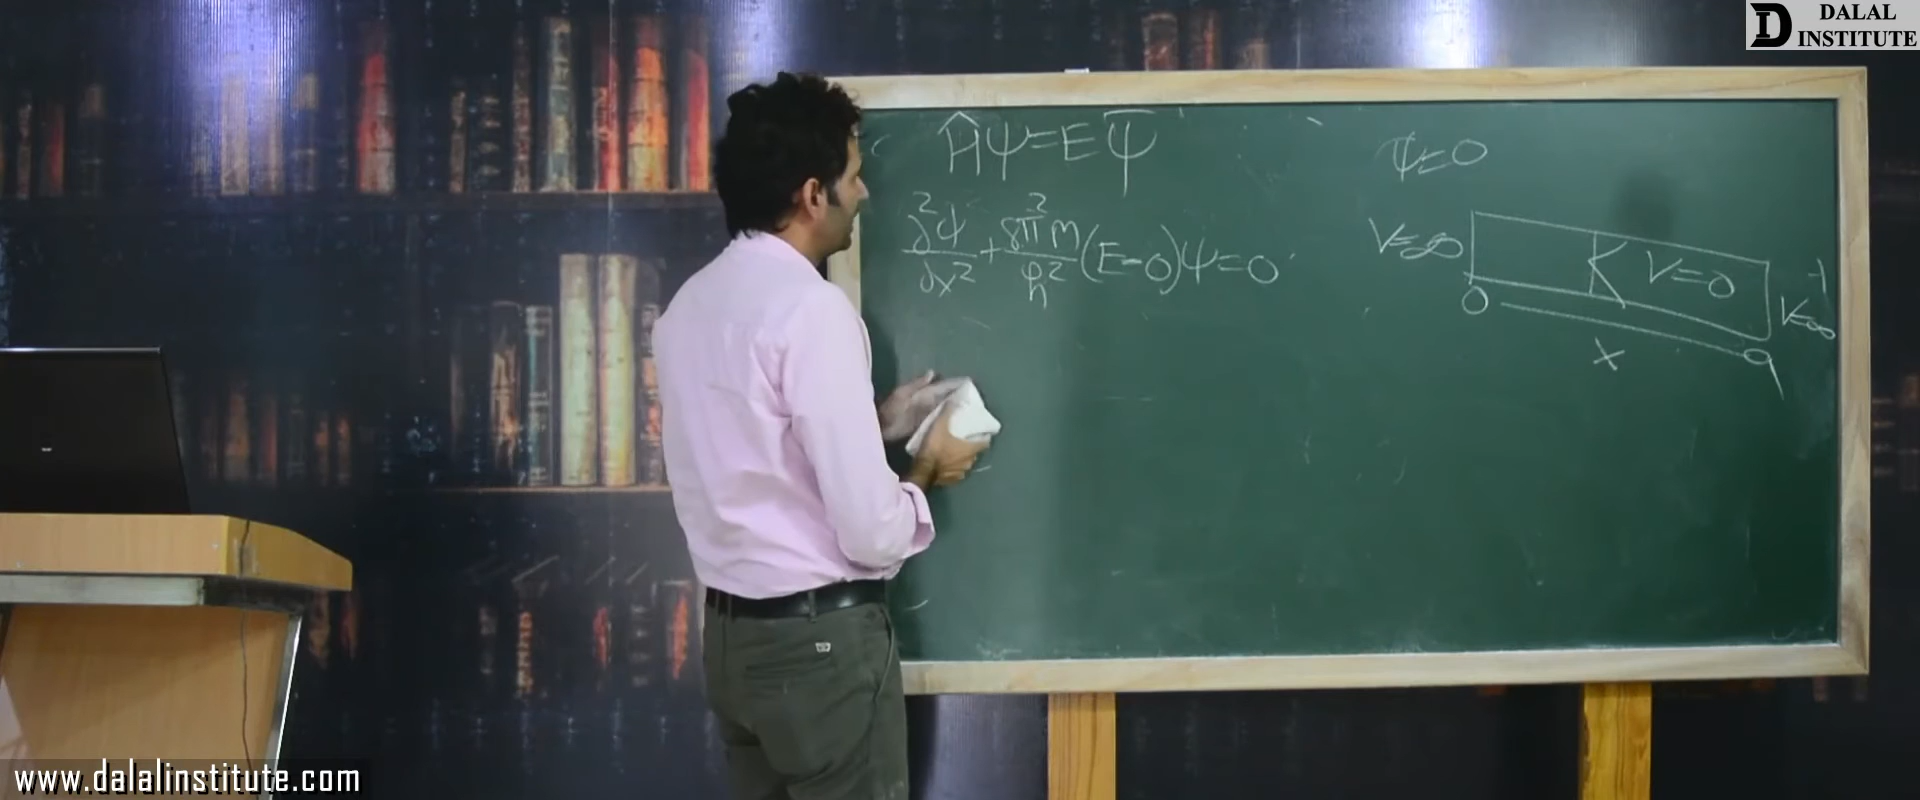 DALAL
INSTITUTE
Ĥψ=Eψ
∂²ψ/∂x² + 8π²m/h² (E-0)ψ=0
ψ=0
V=∞
V=0
V=∞
0
a
x
www.dalalinstitute.com